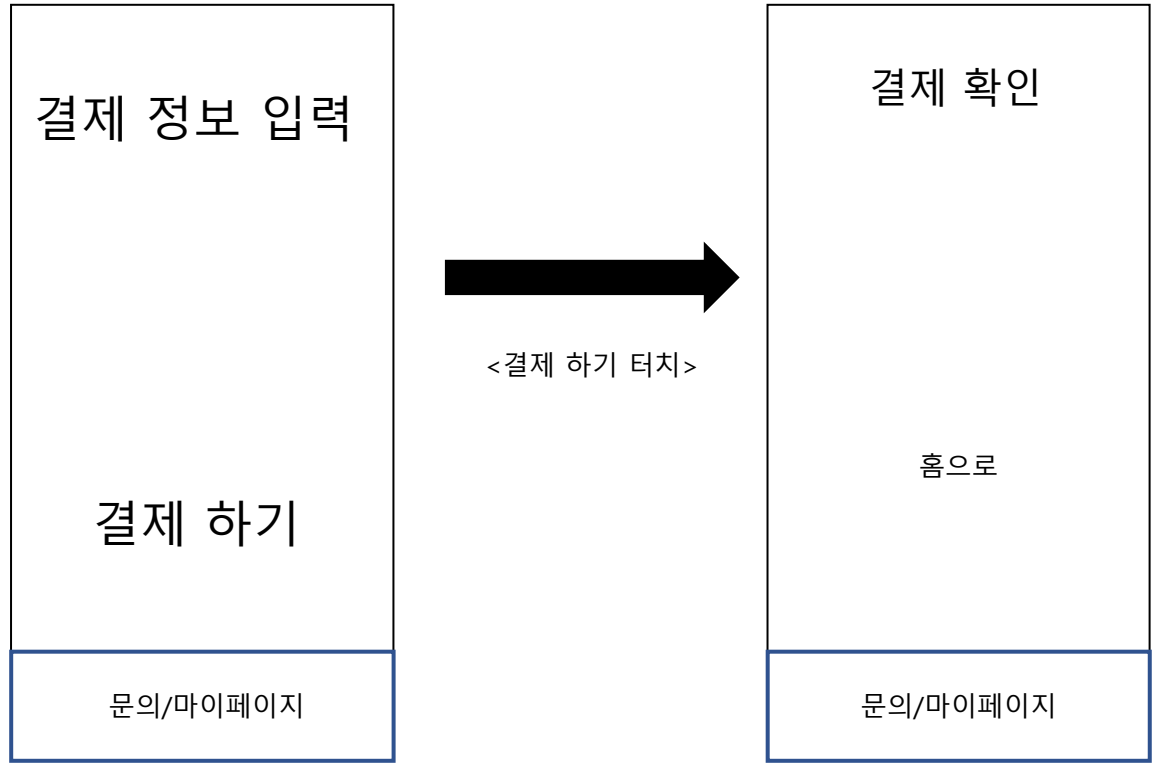 결제 정보 입력
결제 하기
문의/마이페이지
<결제 하기 터치>
결제 확인
홈으로
문의/마이페이지